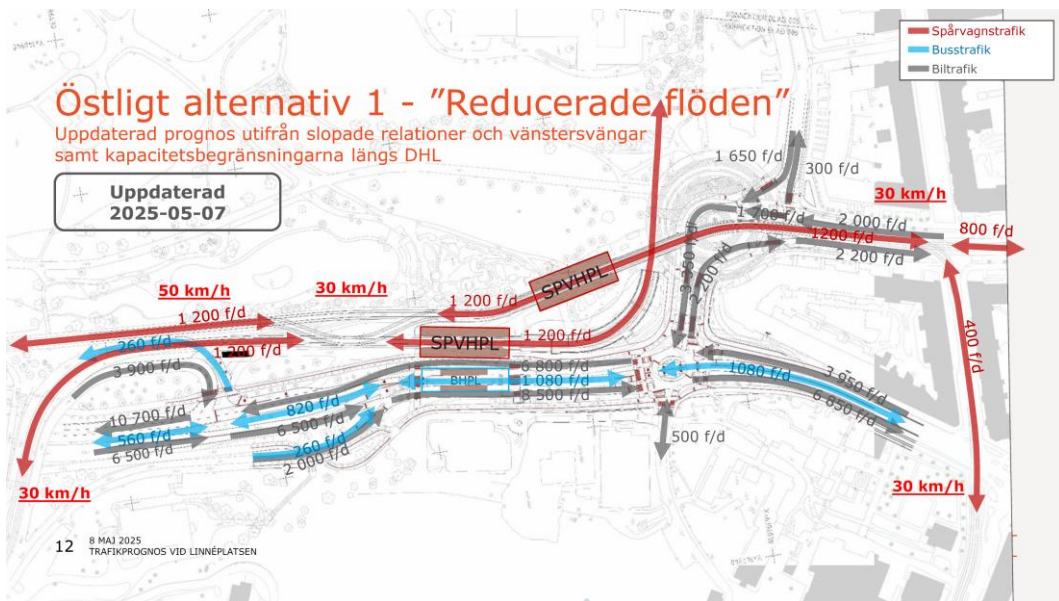 Spårvagnstrafik
Busstrafik
Biltrafik
Östligt alternativ 1 - ”Reducerade flöden”
Uppdaterad prognos utifrån slopade relationer och vänstersvängar
samt kapacitetsbegränsningarna längs DHL
Uppdaterad
2025-05-07
1 650 f/d
300 f/d
30 km/h
1 700 f/d
2 000 f/d
1200 f/d
800 f/d
2 200 f/d
2 200 f/d
SPVHPL
50 km/h
30 km/h
1 200 f/d
1 200 f/d
SPVHPL
1 200 f/d
260 f/d
1 200 f/d
3 900 f/d
6 800 f/d
BHPL
1 080 f/d
8 500 f/d
1080 f/d
3 950 f/d
6 850 f/d
400 f/d
10 700 f/d
820 f/d
560 f/d
6 500 f/d
6 500 f/d
260 f/d
2 000 f/d
500 f/d
30 km/h
30 km/h
12
8 MAJ 2025
TRAFIKPROGNOS VID LINNÉPLATSEN